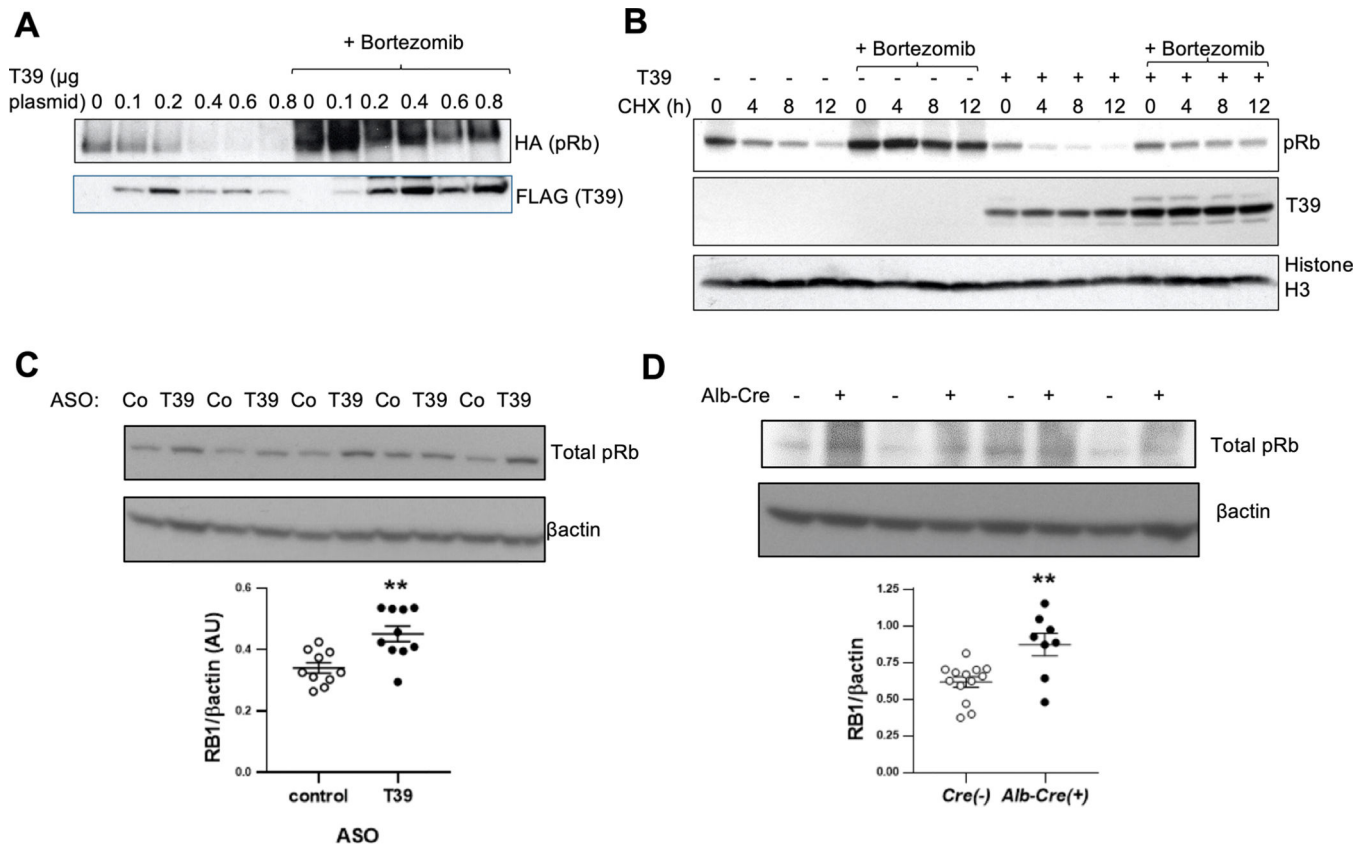 A
+ Bortezomib
T39 (µg
plasmid) 0 0.1 0.2 0.4 0.6 0.8 0 0.1 0.2 0.4 0.6 0.8
HA (pRb)
FLAG (T39)
B
+ Bortezomib + Bortezomib
T39 - - - - - - - - + + + + + + + +
CHX (h) 0 4 8 12 0 4 8 12 0 4 8 12 0 4 8 12
pRb
T39
Histone
H3
C
ASO: Co T39 Co T39 Co T39 Co T39 Co T39
Total pRb
βactin
0.6
**
0.4
0.2
0.0
RB1/βactin (AU)
control T39
ASO
D
Alb-Cre - + - + - + - +
Total pRb
βactin
1.25
**
1.00
0.75
0.50
0.25
0.00
RB1/βactin
Cre(-) Alb-Cre(+)